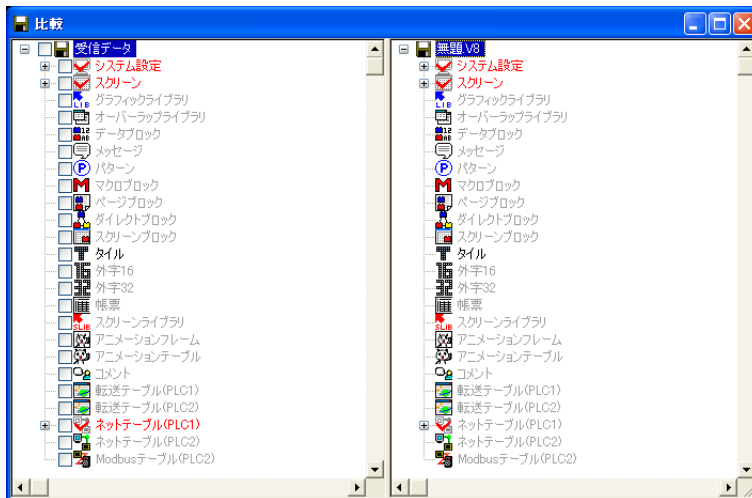 比較
受信データ
システム設定
スクリーン
グラフィックライブラリ
オーバーラップライブラリ
データブロック
メッセージ
パターン
マクロブロック
ページブロック
ダイレクトブロック
スクリーンブロック
タイル
外字16
外字32
帳票
スクリーンライブラリ
アニメーションフレーム
アニメーションテーブル
コメント
転送テーブル(PLC1)
転送テーブル(PLC2)
ネットテーブル(PLC1)
ネットテーブル(PLC2)
Modbusテーブル(PLC2)
無題.V8
システム設定
スクリーン
グラフィックライブラリ
オーバーラップライブラリ
データブロック
メッセージ
パターン
マクロブロック
ページブロック
ダイレクトブロック
スクリーンブロック
タイル
外字16
外字32
帳票
スクリーンライブラリ
アニメーションフレーム
アニメーションテーブル
コメント
転送テーブル(PLC1)
転送テーブル(PLC2)
ネットテーブル(PLC1)
ネットテーブル(PLC2)
Modbusテーブル(PLC2)